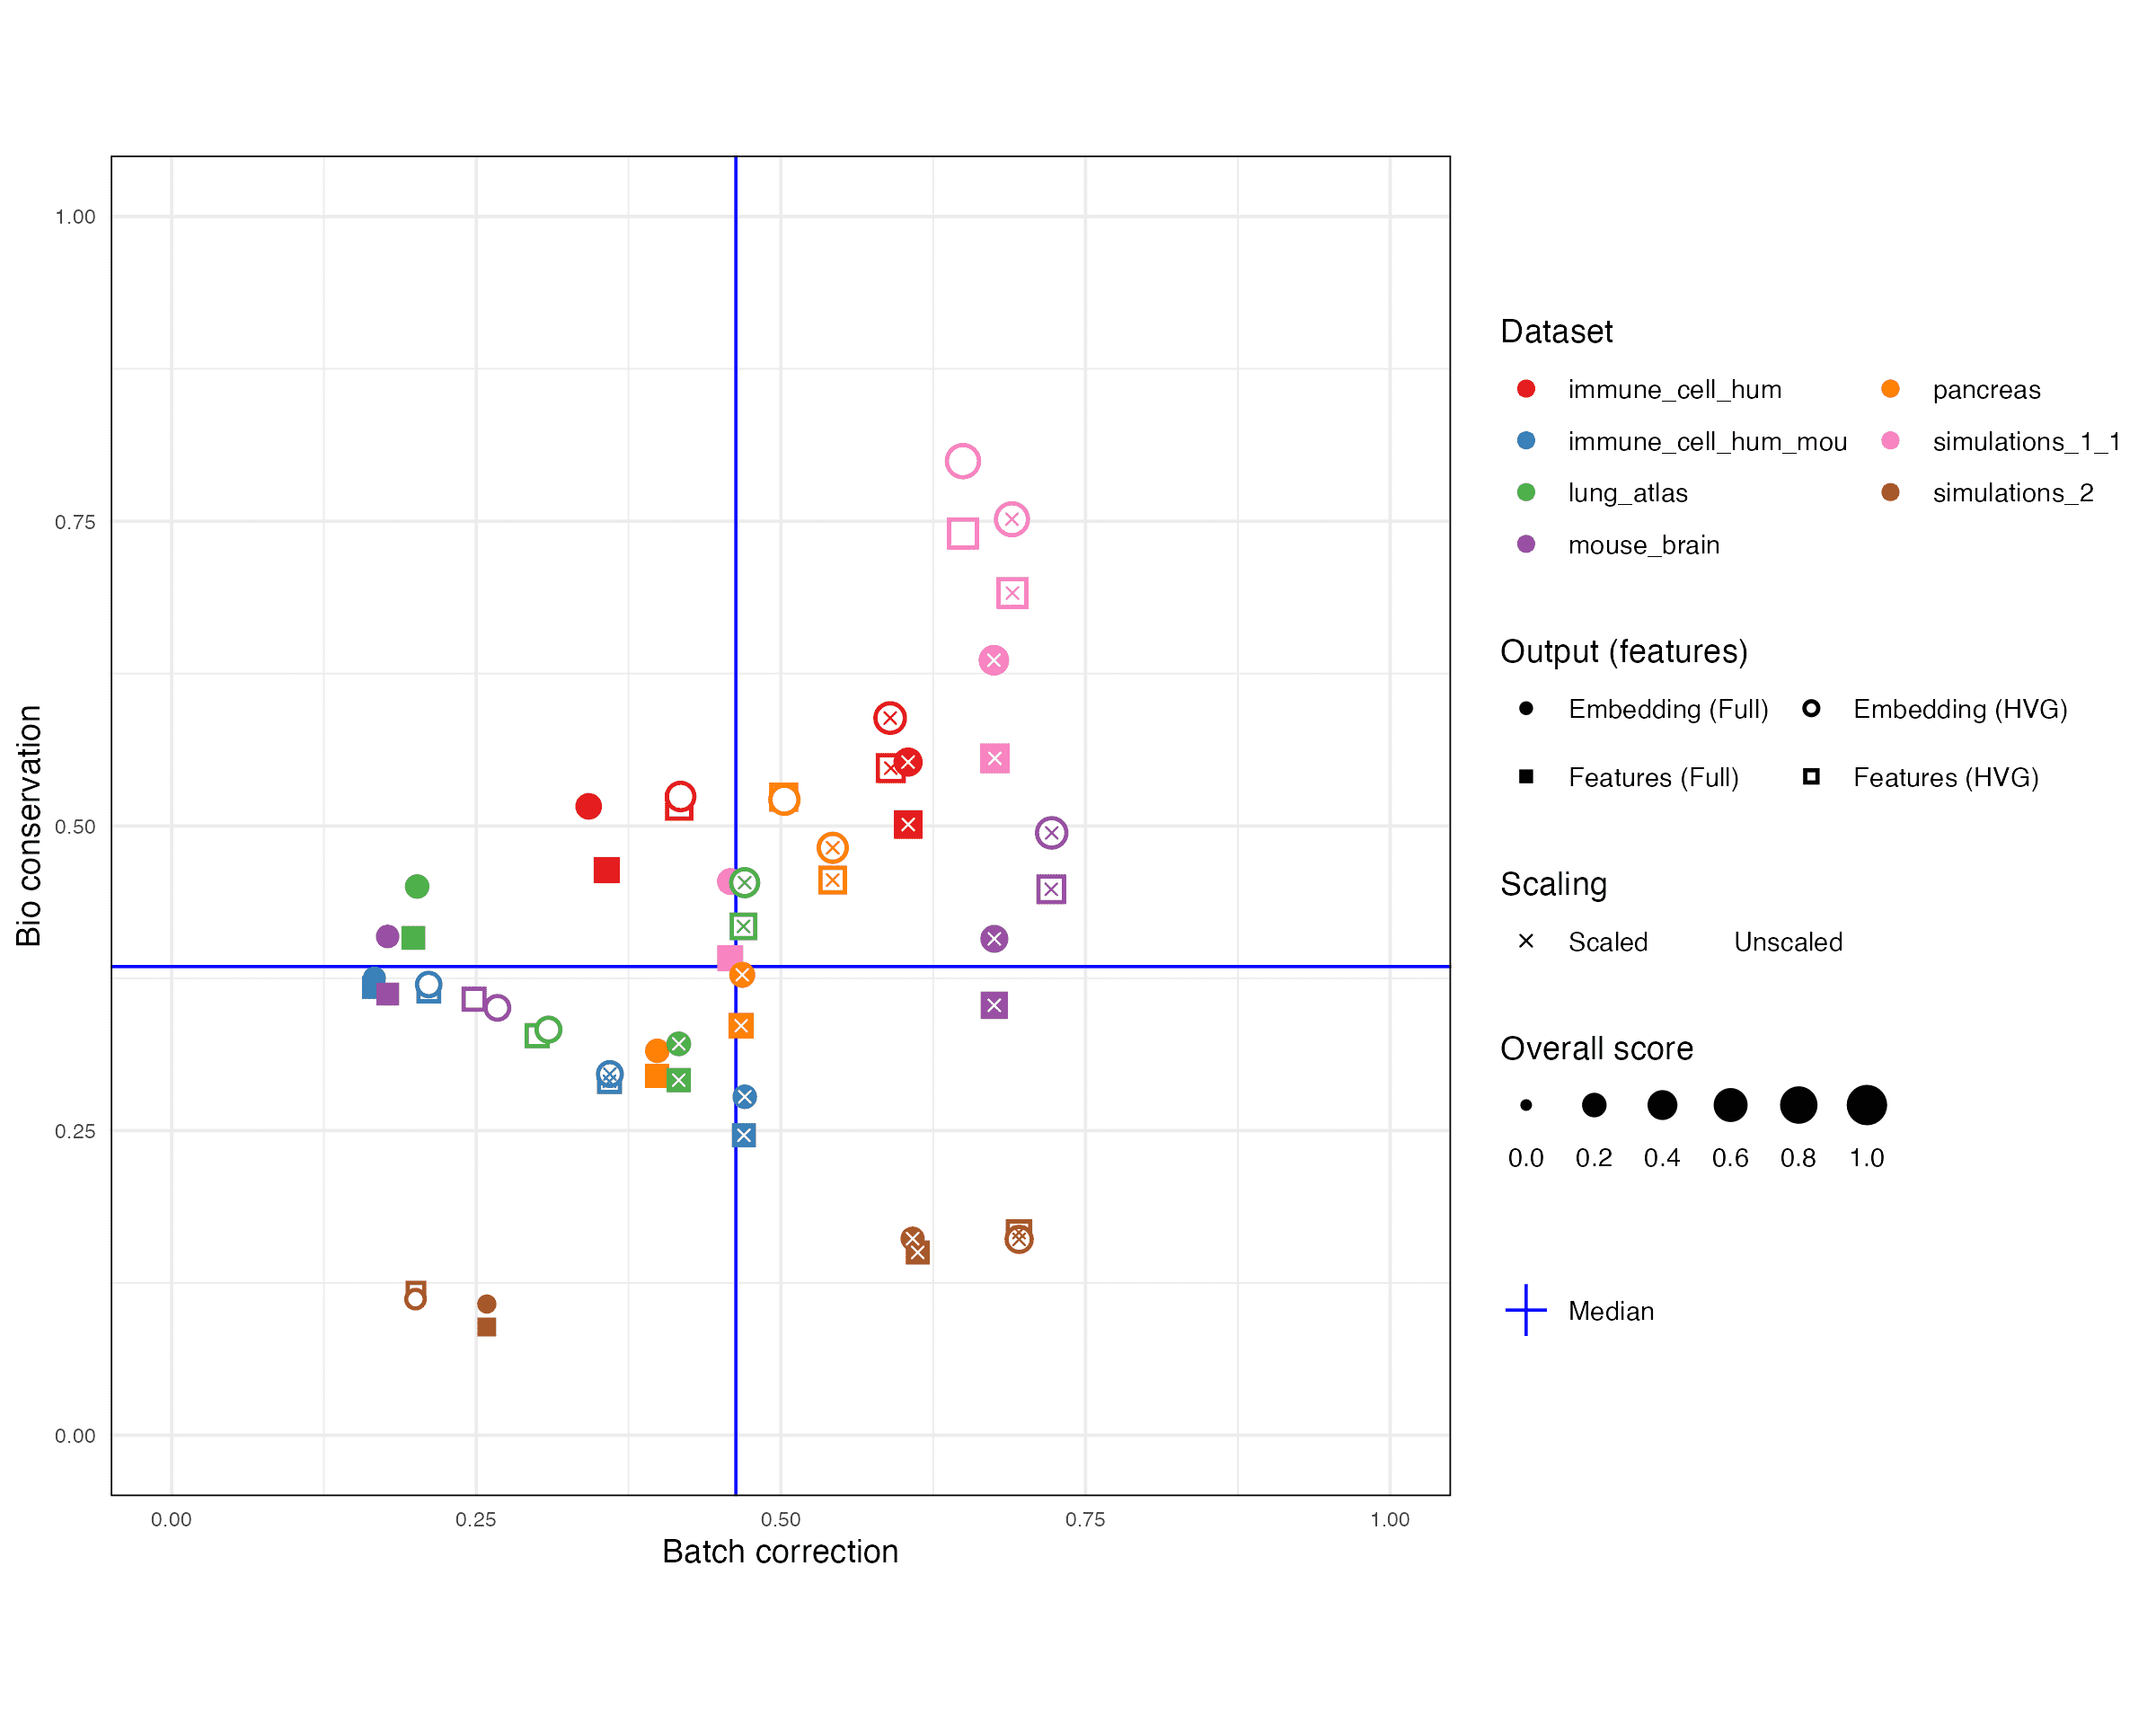 1.00
0.75
0.50
0.25
0.00
Bio conservation
0.00 0.25 0.50 0.75 1.00
Batch correction
Dataset
immune_cell_hum pancreas
immune_cell_hum_mou simulations_1_1
lung_atlas simulations_2
mouse_brain
Output (features)
Embedding (Full) Embedding (HVG)
Features (Full) Features (HVG)
Scaling
Scaled Unscaled
Overall score
0.0 0.2 0.4 0.6 0.8 1.0
Median